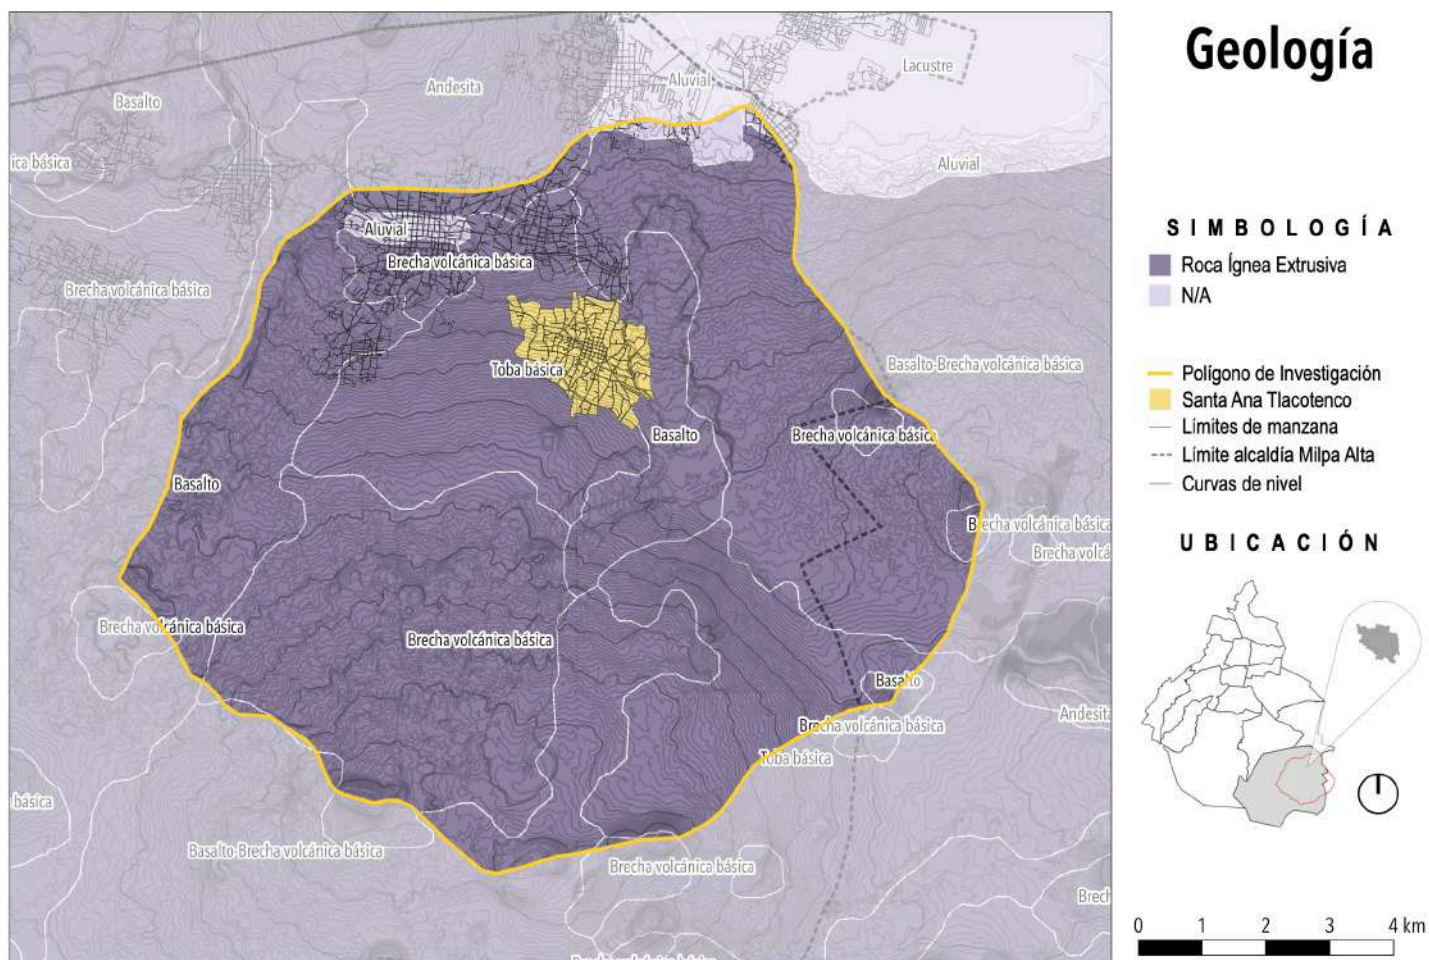 Geología
Lacustre
Aluvial
Andesita
Basalto
ica básica
Aluvial
Aluvial
Brecha volcánica básica
Brecha volcánica básica
Basalto-Brecha volcánica básica
Toba básica
Basalto
Brecha volcánica básica
Basalto
Brecha volcánica básica
Brecha volcá
Brecha volcánica básica
Brecha volcánica básica
Basalto
Andesita
Brecha volcánica básica
Toba básica
básica
Basalto-Brecha volcánica básica
Brecha volcánica básica
Brech
SIMBOLOGÍA
Roca Ígnea Extrusiva
N/A
Polígono de Investigación
Santa Ana Tlacotenco
Límites de manzana
Límite alcaldía Milpa Alta
Curvas de nivel
UBICACIÓN
0 1 2 3 4 km